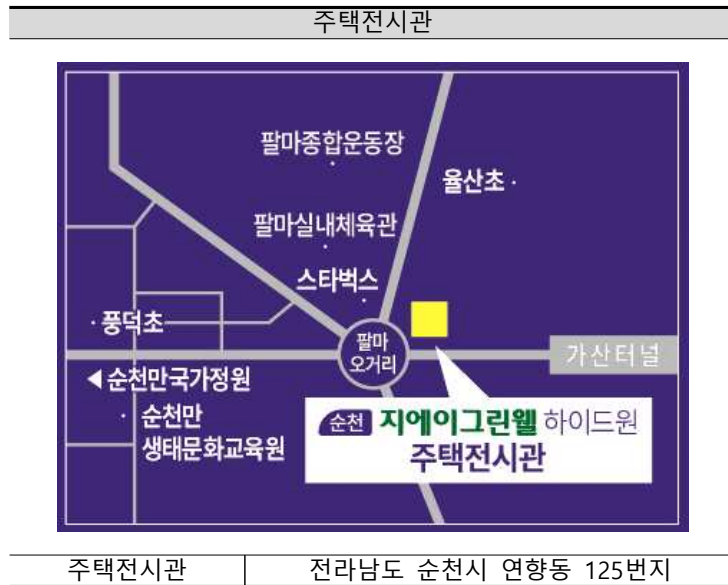 주택전시관
팔마종합운동장
율산초
팔마실내체육관
스타벅스
풍덕초
팔마
오거리
가산터널
◀순천만국가정원
순천만
생태문화교육원
순천 지에이그린웰 하이드원
주택전시관
주택전시관 전라남도 순천시 연향동 125번지